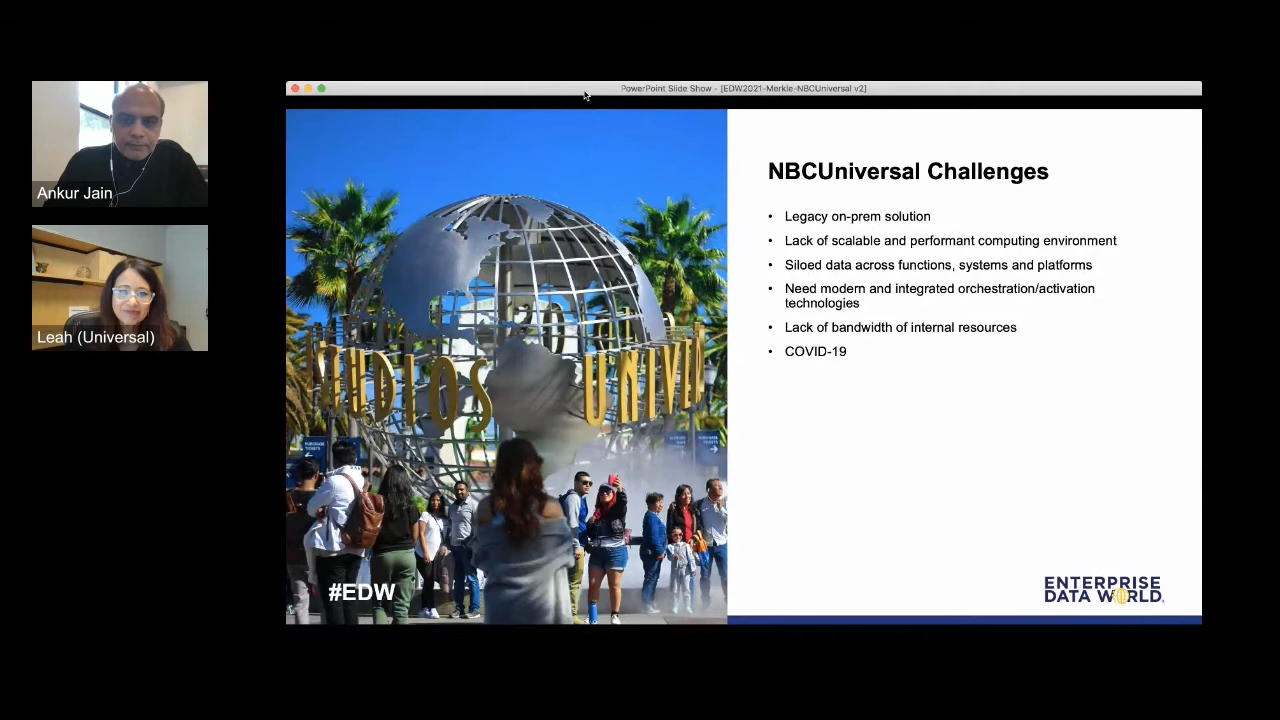 PowerPoint Slide Show - [EDW2021-Merkle-NBCUniversal v2]
Ankur Jain
Leah (Universal)
NBCUniversal Challenges
• Legacy on-prem solution
• Lack of scalable and performant computing environment
• Siloed data across functions, systems and platforms
• Need modern and integrated orchestration/activation
technologies
• Lack of bandwidth of internal resources
• COVID-19
STUDIOS UNIVE
#EDW
ENTERPRISE
DATA WORLD